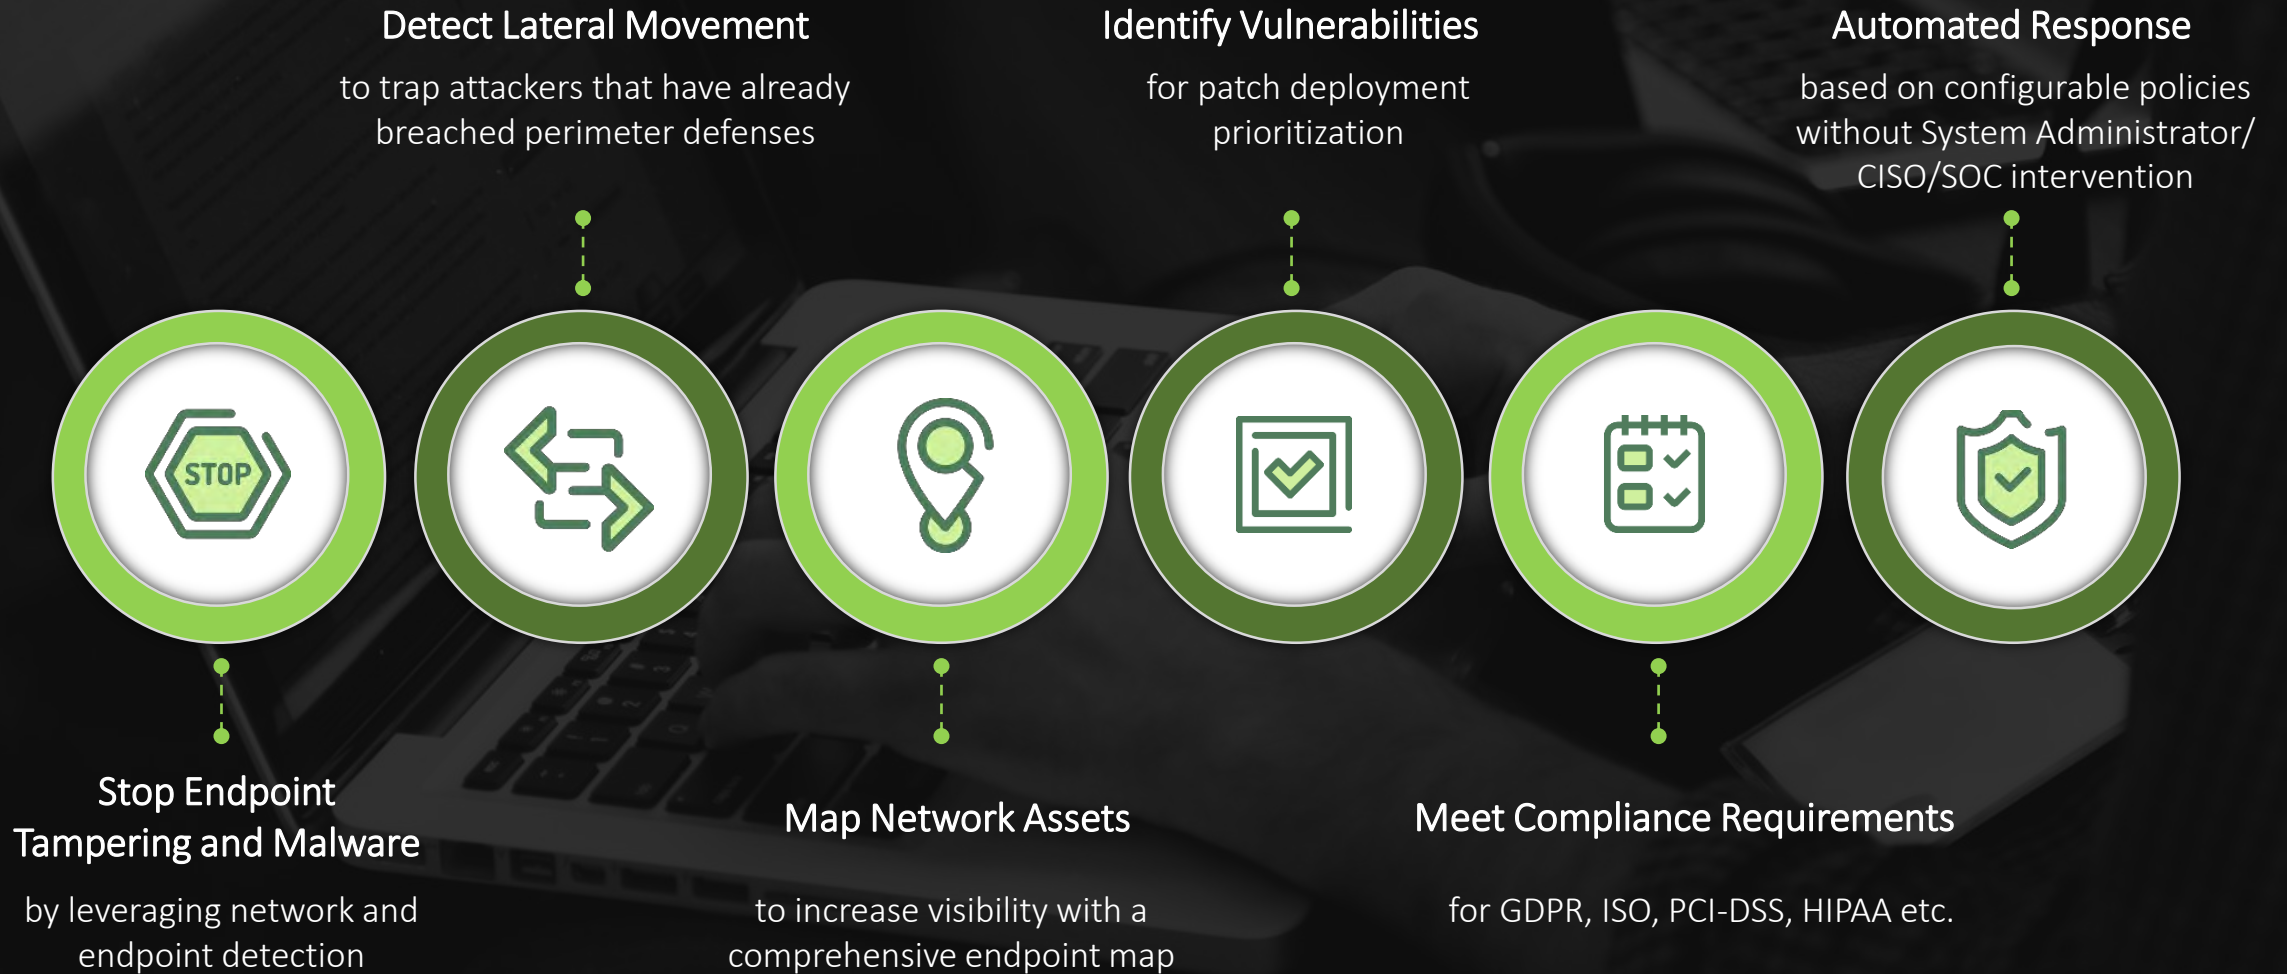 Detect Lateral Movement
to trap attackers that have already
breached perimeter defenses
Identify Vulnerabilities
for patch deployment
prioritization
Automated Response
based on configurable policies
without System Administrator/
CISO/SOC intervention
STOP
Stop Endpoint
Tampering and Malware
by leveraging network and
endpoint detection
Map Network Assets
to increase visibility with a
comprehensive endpoint map
Meet Compliance Requirements
for GDPR, ISO, PCI-DSS, HIPAA etc.